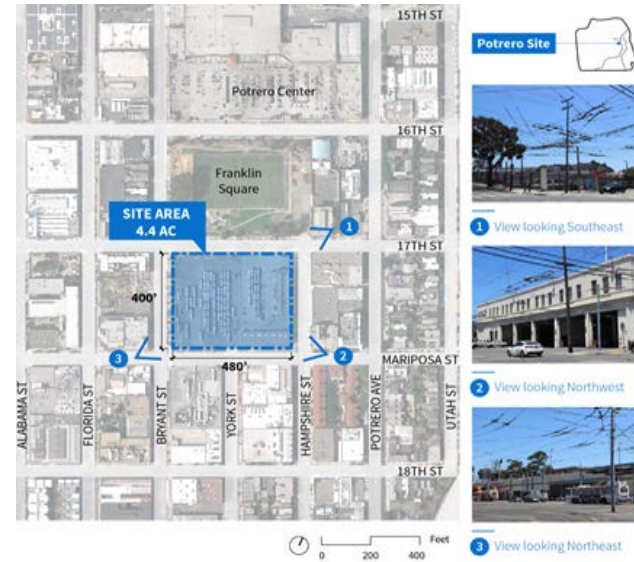 15TH ST
Potrero Center
16TH ST
Franklin
Square
SITE AREA
4.4 AC
1
17TH ST
400'
3
2
480'
MARIPOSA ST
ALABAMA ST
FLORIDA ST
BRYANT ST
YORK ST
HAMPSHIRE ST
POTRERO AVE
UTAH ST
18TH ST
Feet
0 200 400
Potrero Site
1 View looking Southeast
2 View looking Northwest
3 View looking Northeast